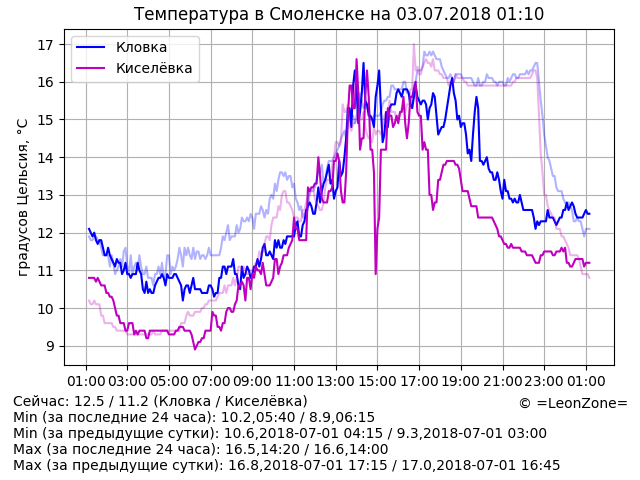 Температура в Смоленске на 03.07.2018 01:10
Кловка
Киселёвка
градусов Цельсия, °C
17
16
15
14
13
12
11
10
9
01:00 03:00 05:00 07:00 09:00 11:00 13:00 15:00 17:00 19:00 21:00 23:00 01:00
Сейчас: 12.5 / 11.2 (Кловка / Киселёвка)
© =LeonZone=
Min (за последние 24 часа): 10.2,05:40 / 8.9,06:15
Min (за предыдущие сутки): 10.6,2018-07-01 04:15 / 9.3,2018-07-01 03:00
Max (за последние 24 часа): 16.5,14:20 / 16.6,14:00
Max (за предыдущие сутки): 16.8,2018-07-01 17:15 / 17.0,2018-07-01 16:45